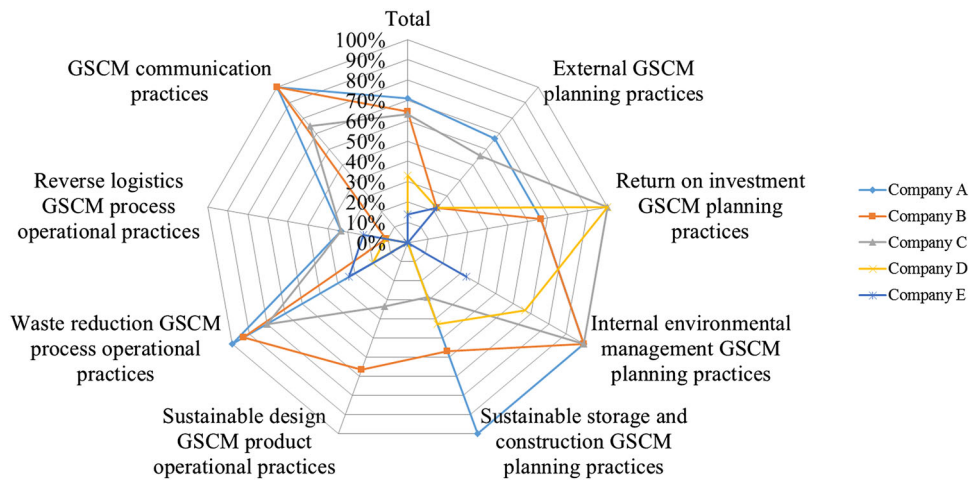 Total
100%
90%
80%
70%
60%
50%
40%
30%
20%
10%
0%
External GSCM
planning practices
Return on investment
GSCM planning
practices
Internal environmental
management GSCM
planning practices
Sustainable storage and
construction GSCM
planning practices
Sustainable design
GSCM product
operational practices
Waste reduction GSCM
process operational
practices
Reverse logistics
GSCM process
operational practices
GSCM communication
practices
Company A
Company B
Company C
Company D
Company E